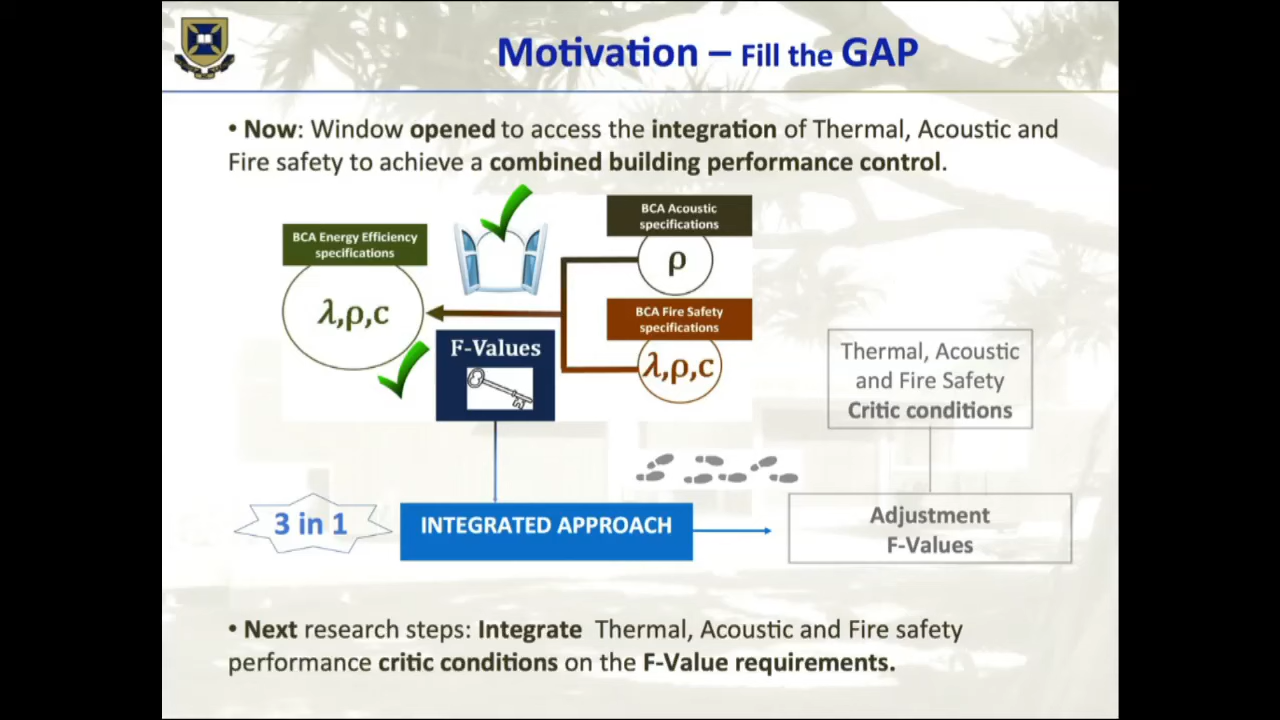 Motivation – Fill the GAP
• Now: Window opened to access the integration of Thermal, Acoustic and
Fire safety to achieve a combined building performance control.
BCA Energy Efficiency
specifications
λ,ρ,c
BCA Acoustic
specifications
ρ
BCA Fire Safety
specifications
λ,ρ,c
F-Values
Thermal, Acoustic
and Fire Safety
Critic conditions
3 in 1
INTEGRATED APPROACH
Adjustment
F-Values
• Next research steps: Integrate Thermal, Acoustic and Fire safety
performance critic conditions on the F-Value requirements.